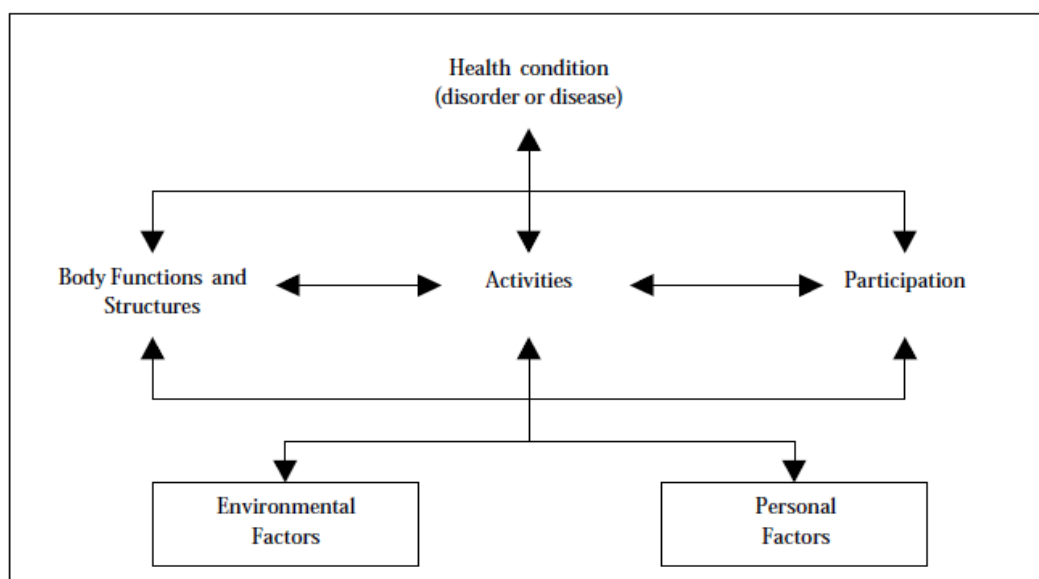 Health condition
(disorder or disease)
Body Functions and
Structures
Activities
Participation
Environmental
Factors
Personal
Factors